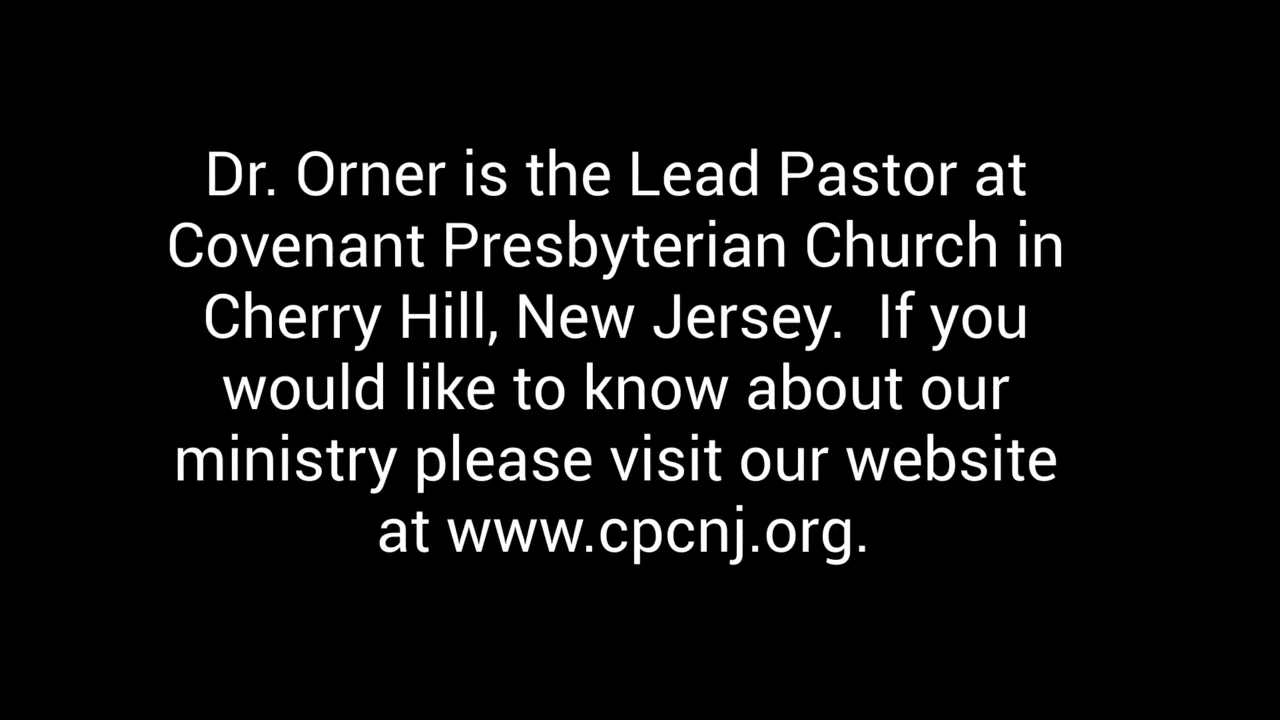 Dr. Orner is the Lead Pastor at
Covenant Presbyterian Church in
Cherry Hill, New Jersey.  If you
would like to know about our
ministry please visit our website
at www.cpcnj.org.